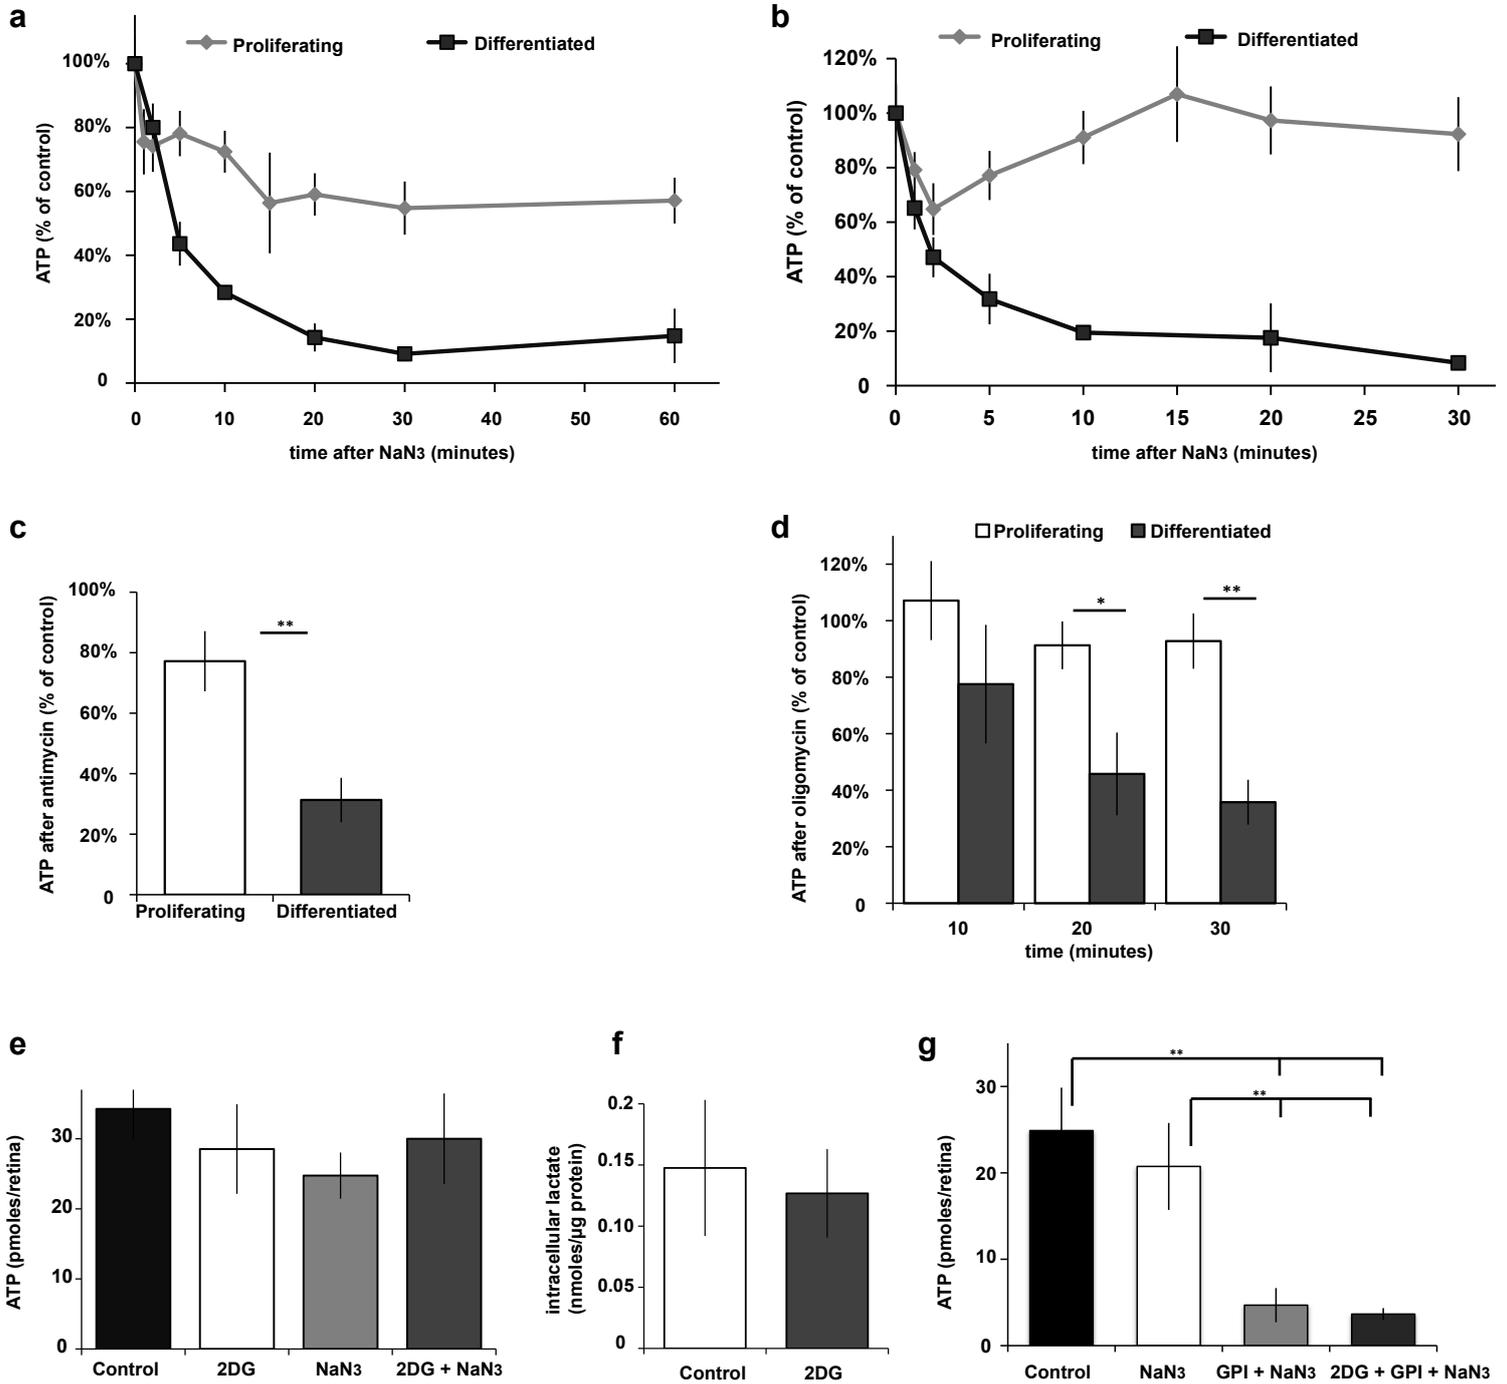 a
Proliferating
Differentiated
100%
80%
60%
40%
20%
0
ATP (% of control)
0 10 20 30 40 50 60
time after NaN3 (minutes)
b
Proliferating
Differentiated
120%
100%
80%
60%
40%
20%
0
ATP (% of control)
0 5 10 15 20 25 30
time after NaN3 (minutes)
c
100%
80%
60%
40%
20%
0
ATP after antimycin (% of control)
**
Proliferating
Differentiated
d
Proliferating
Differentiated
120%
100%
80%
60%
40%
20%
0
ATP after oligomycin (% of control)
*
**
10 20 30
time (minutes)
e
30
20
10
0
ATP (pmoles/retina)
Control 2DG NaN3 2DG + NaN3
f
0.2
0.15
0.10
0.05
0
intracellular lactate
(nmoles/µg protein)
Control 2DG
g
30
20
10
0
ATP (pmoles/retina)
**
**
Control NaN3 GPI + NaN3 2DG + GPI + NaN3